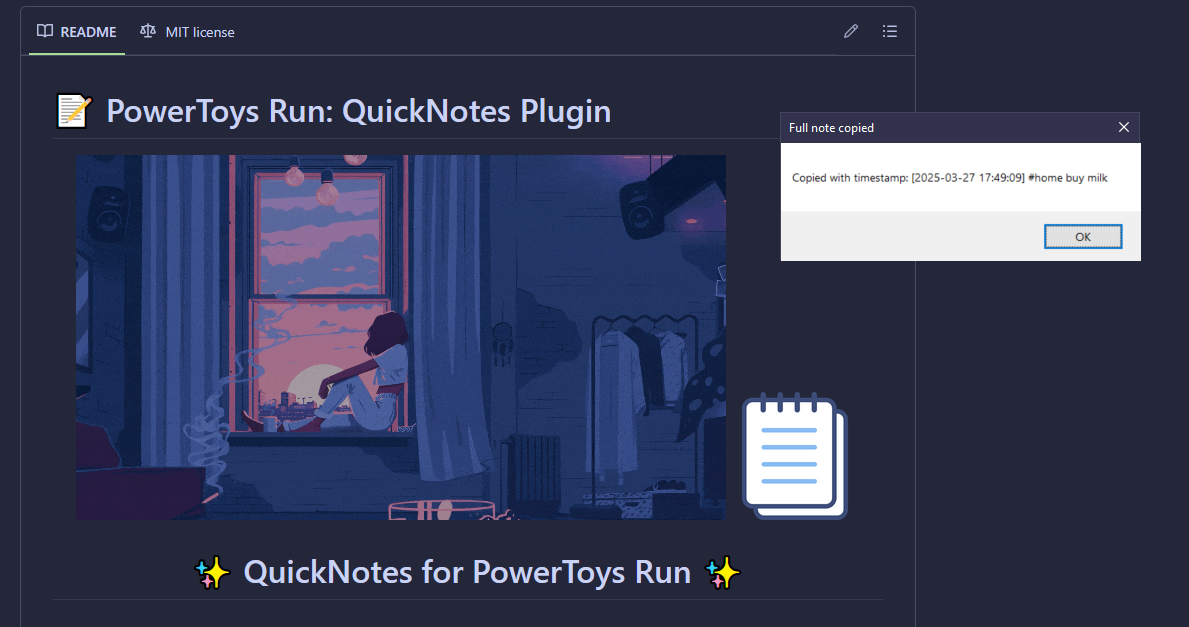 README
MIT license
📝 PowerToys Run: QuickNotes Plugin
Full note copied
Copied with timestamp: [2025-03-27 17:49:09] #home buy milk
OK
✨ QuickNotes for PowerToys Run ✨